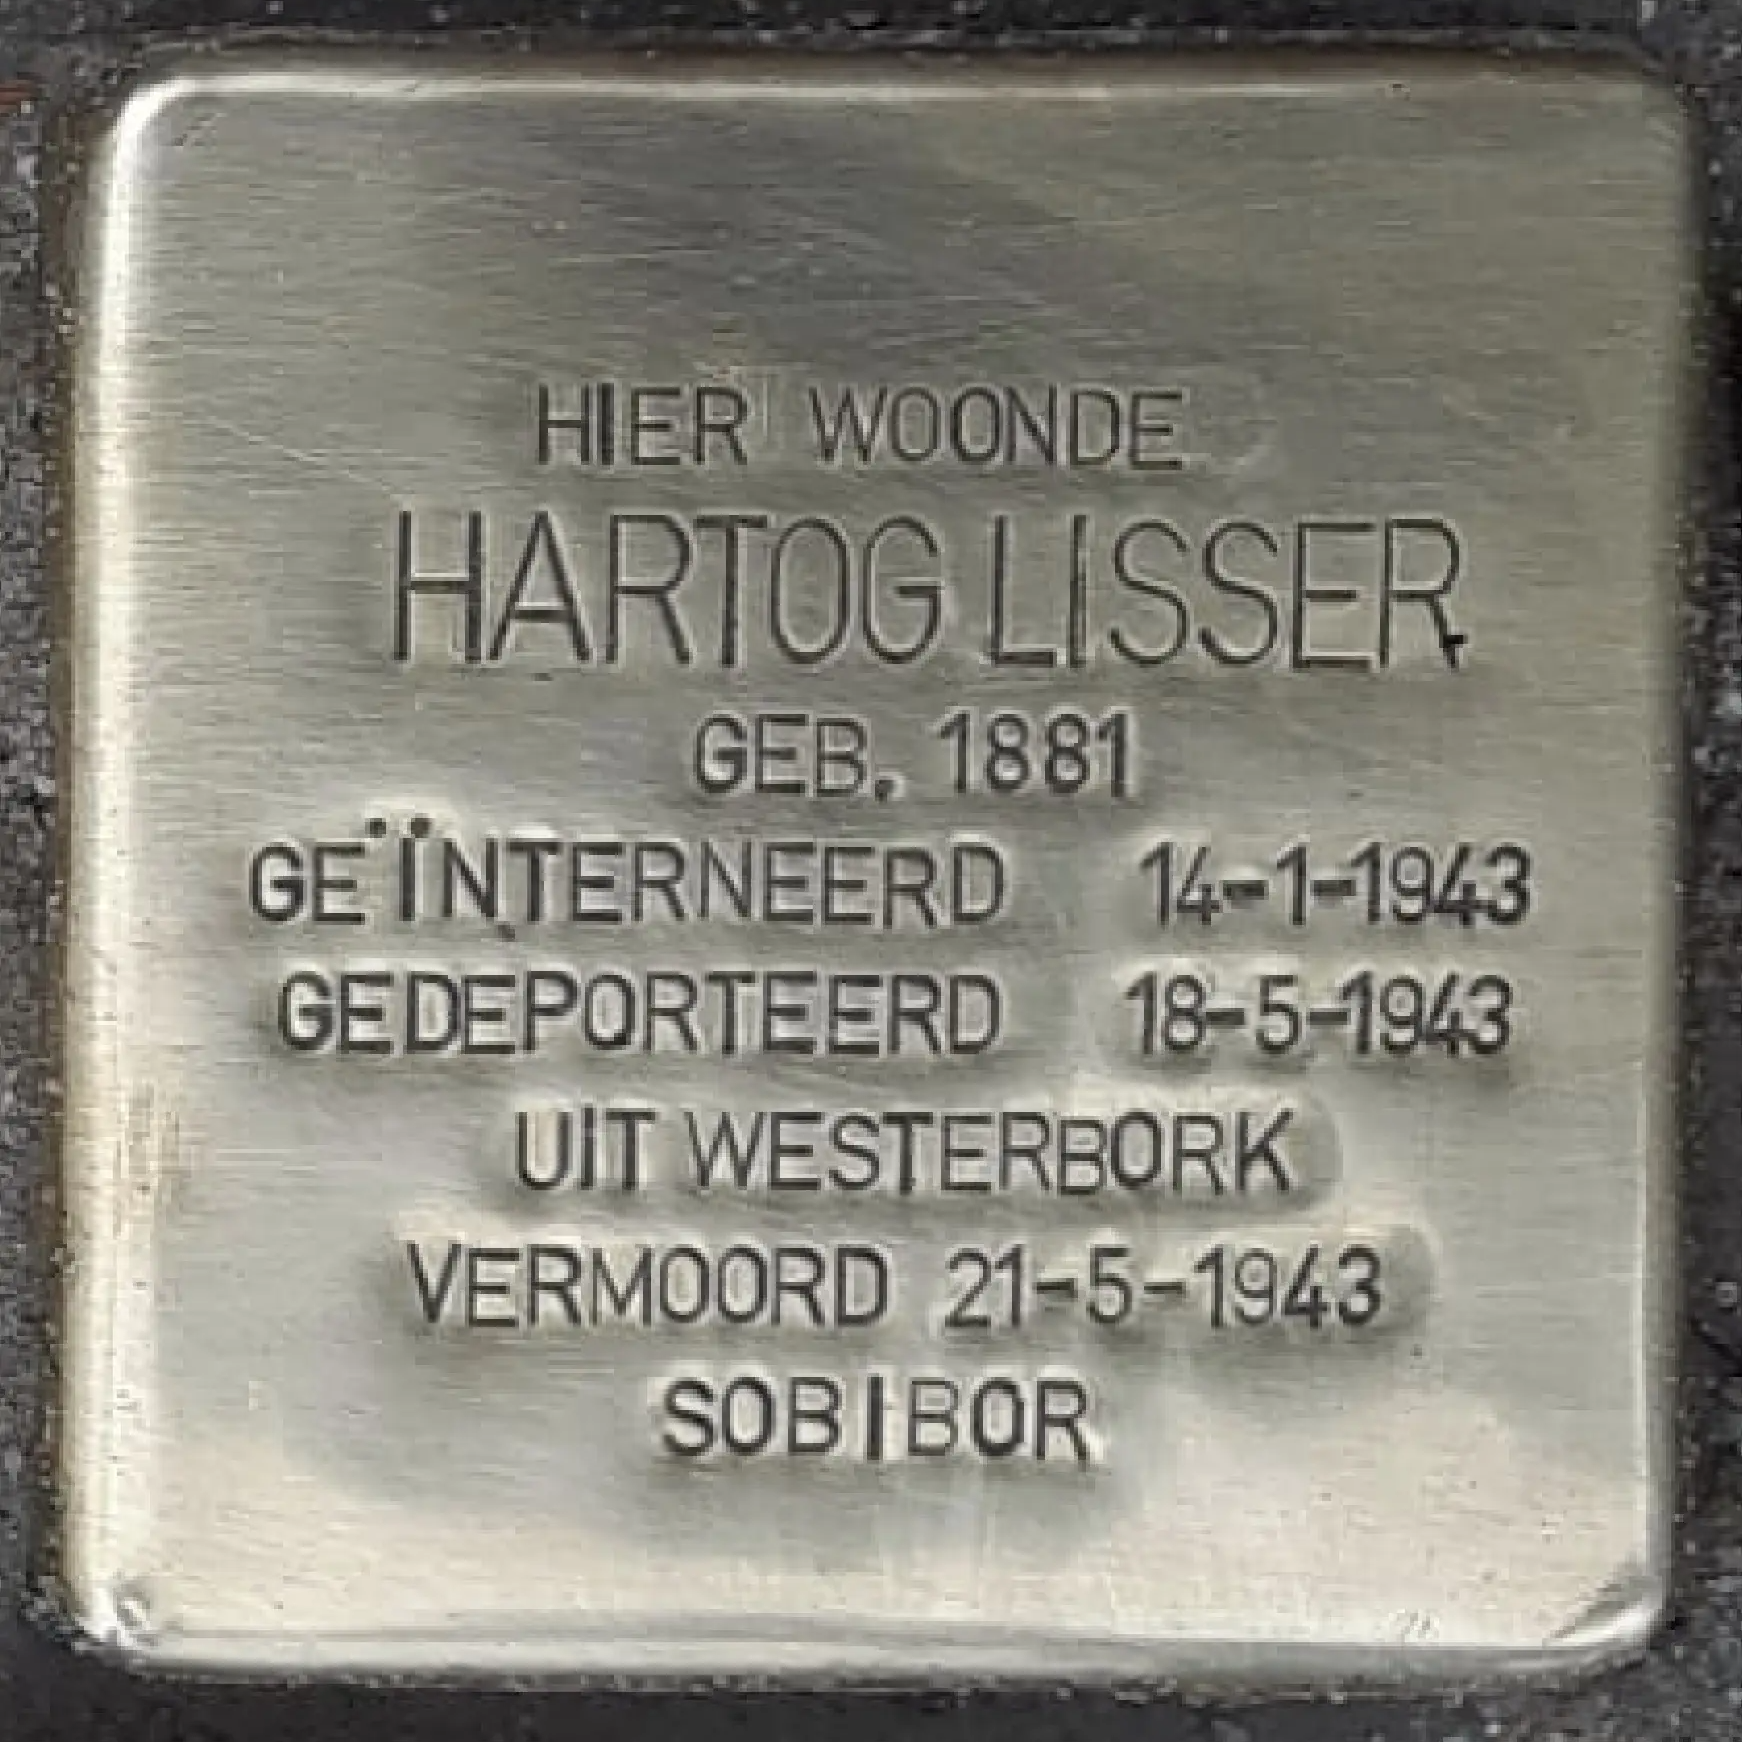 HIER WOONDE
HARTOG LISSER
GEB. 1881
GEÏNTERNEERD 14-1-1943
GEDEPORTEERD 18-5-1943
UIT WESTERBORK
VERMOORD 21-5-1943
SOBIBOR